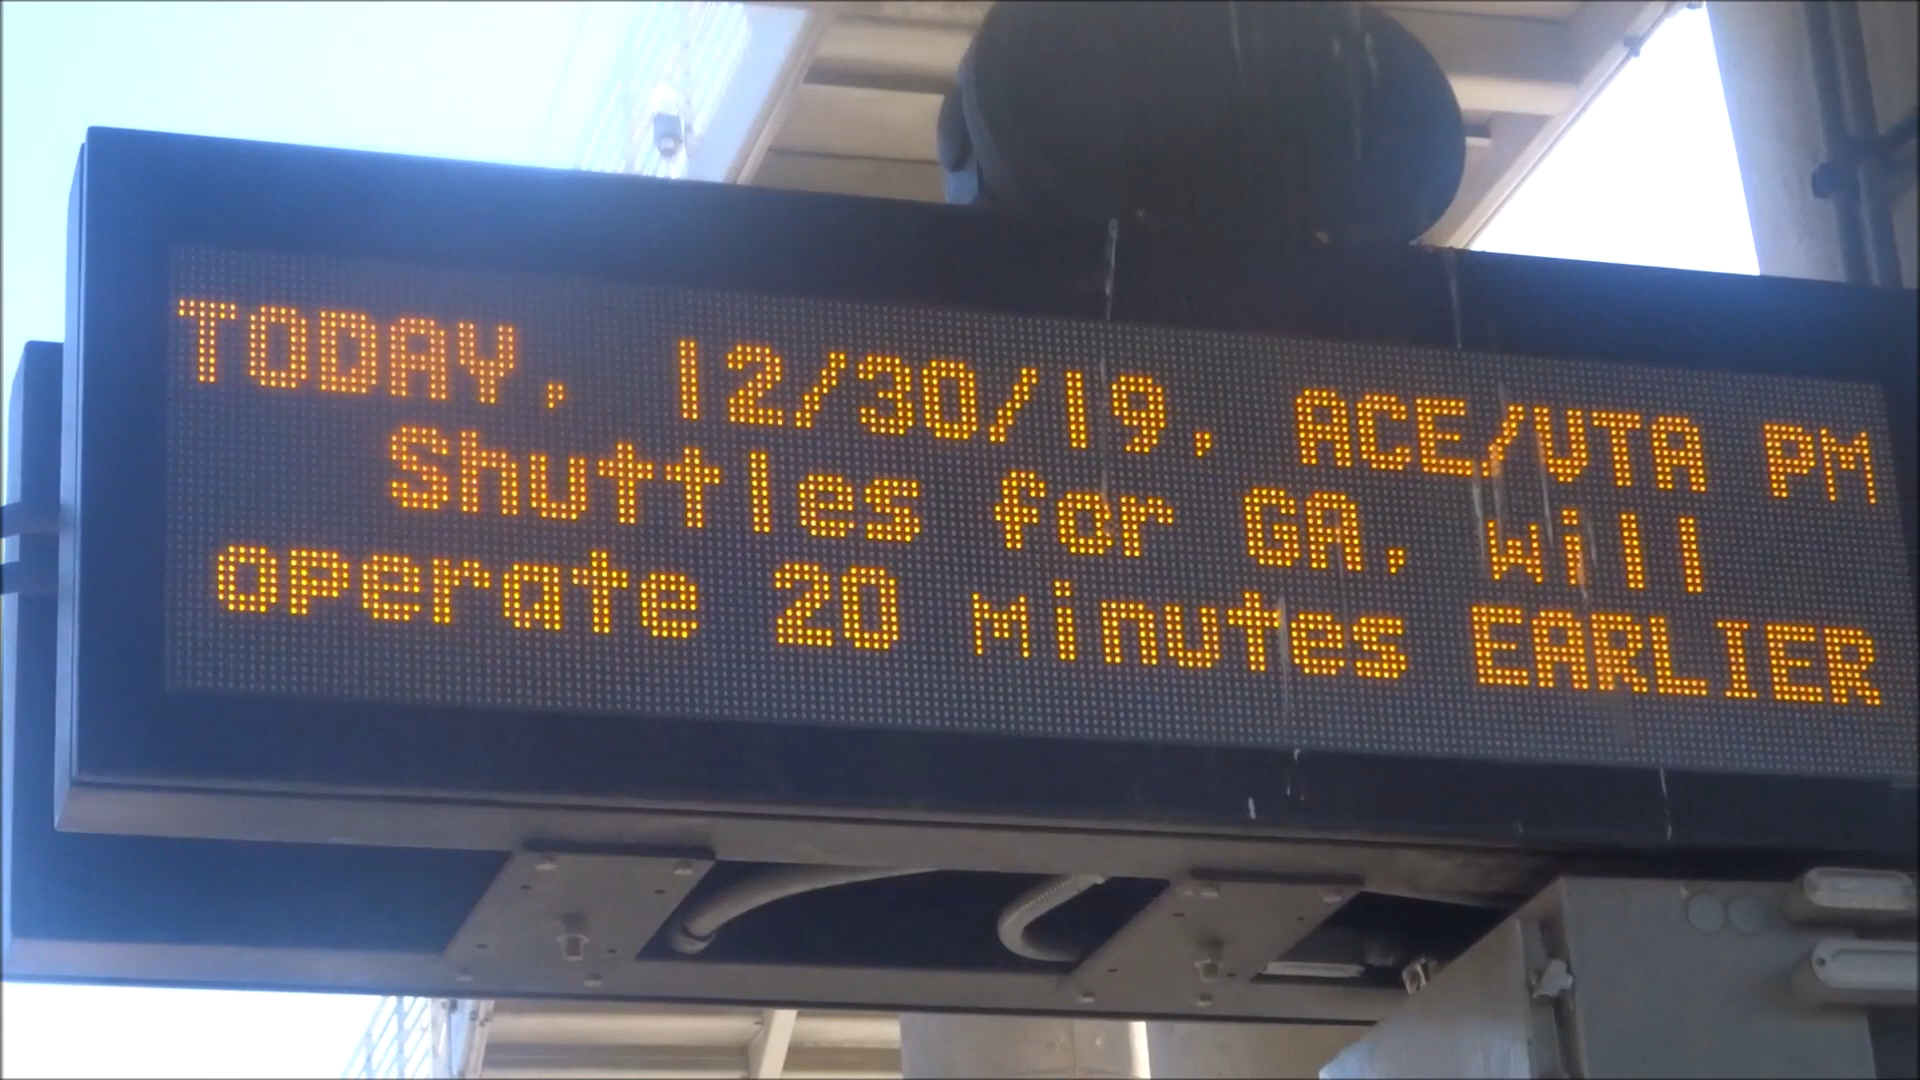 TODAY, 12/30/19, ACE/VTA PM
Shuttles for GA, will
operate 20 minutes EARLIER